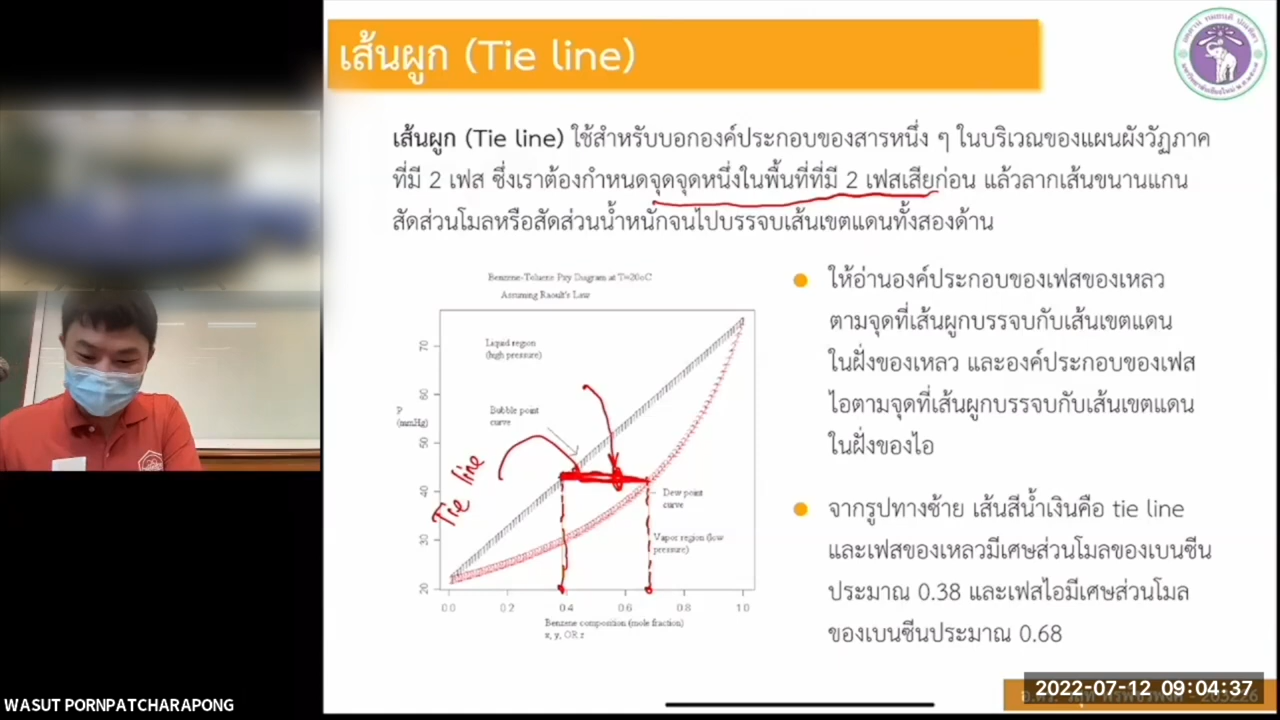 เส้นผูก (Tie line)
เส้นผูก (Tie line) ใช้สำหรับบอกองค์ประกอบของสารหนึ่ง ๆ ในบริเวณของแผนผังวัฏภาค
ที่มี 2 เฟส ซึ่งเราต้องกำหนดจุดจุดหนึ่งในพื้นที่ที่มี 2 เฟสเสียก่อน แล้วลากเส้นขนานแกน
สัดส่วนโมลหรือสัดส่วนน้ำหนักจนไปบรรจบเส้นเขตแดนทั้งสองด้าน
Benzene-Toluene Pxy Diagram at T=20oC
Assuming Raoult's Law
Liquid region
(high pressure)
Bubble point
curve
P
(mmHg)
70
60
50
40
30
20
Tie line
Dew point
curve
Vapor region (low
pressure)
0.0 0.2 0.4 0.6 0.8 1.0
Benzene composition (mole fraction)
x, y, OR z
ให้อ่านองค์ประกอบของเฟสของเหลว
ตามจุดที่เส้นผูกบรรจบกับเส้นเขตแดน
ในฝั่งของเหลว และองค์ประกอบของเฟส
ไอตามจุดที่เส้นผูกบรรจบกับเส้นเขตแดน
ในฝั่งของไอ
จากรูปทางซ้าย เส้นสีน้ำเงินคือ tie line
และเฟสของเหลวมีเศษส่วนโมลของเบนซีน
ประมาณ 0.38 และเฟสไอมีเศษส่วนโมล
ของเบนซีนประมาณ 0.68
2022-07-12 09:04:37
WASUT PORNPATCHARAPONG